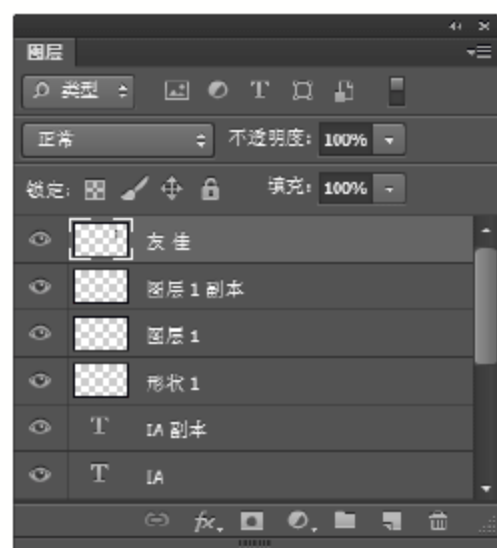 图层
类型
正常 不透明度: 100%
锁定: 填充: 100%
友佳
图层 1 副本
图层 1
形状 1
T IA 副本
T IA
fx